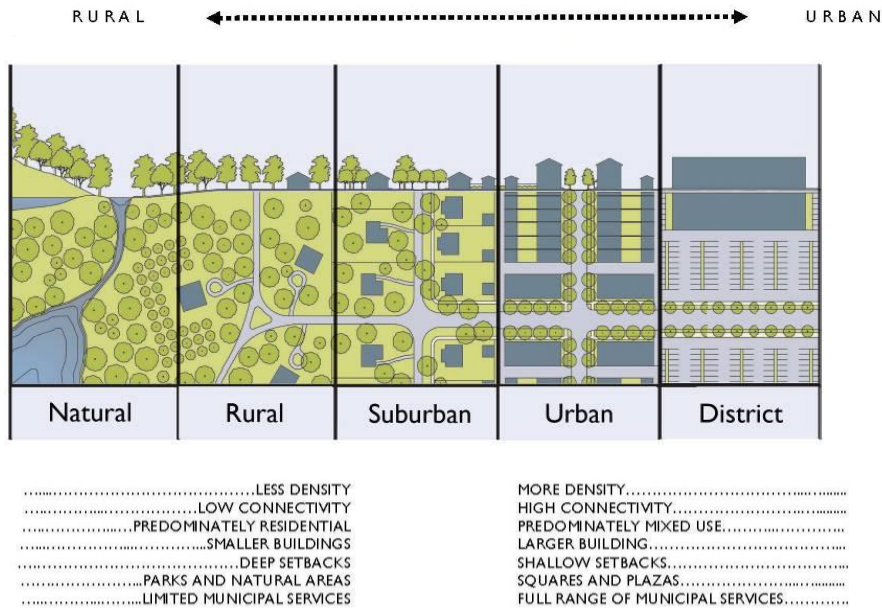 RURAL URBAN
Natural Rural Suburban Urban District
.......................................LESS DENSITY
..............................LOW CONNECTIVITY
...................PREDOMINATELY RESIDENTIAL
................................SMALLER BUILDINGS
.....................................DEEP SETBACKS
.....................PARKS AND NATURAL AREAS
.....................LIMITED MUNICIPAL SERVICES
MORE DENSITY.......................................
HIGH CONNECTIVITY..............................
PREDOMINATELY MIXED USE.....................
LARGER BUILDING...................................
SHALLOW SETBACKS................................
SQUARES AND PLAZAS..............................
FULL RANGE OF MUNICIPAL SERVICES............